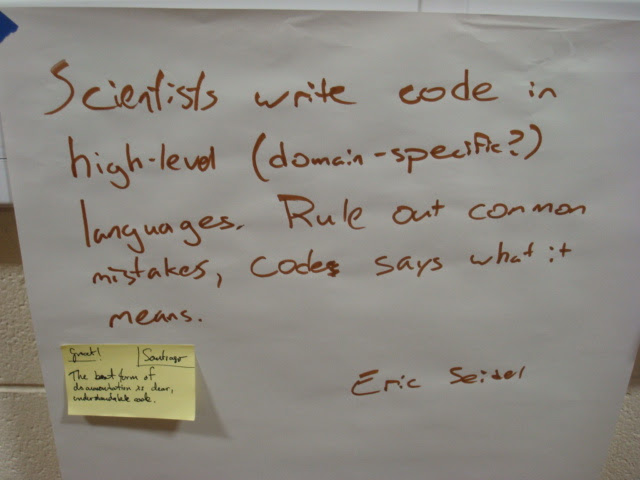 Scientists write code in
high-level (domain-specific?)
languages. Rule out common
mistakes, Codes says what it
means.
Great!
Santiago
The best form of
documentation is clear,
understandable code.
Eric Seidel